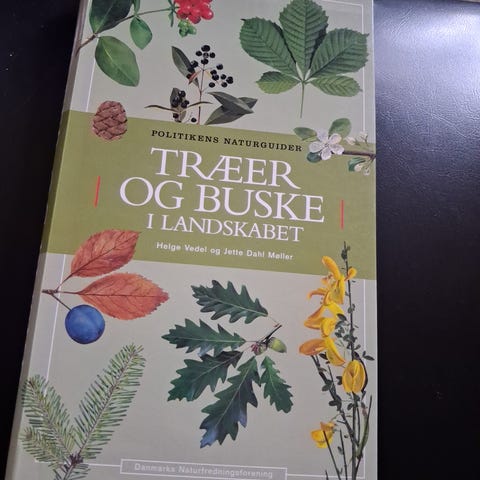 POLITIKENS NATURGUIDER
TRÆER
OG BUSKE
I LANDSKABET
Helge Vedel og Jette Dahl Møller
Danmarks Naturfredningsforening